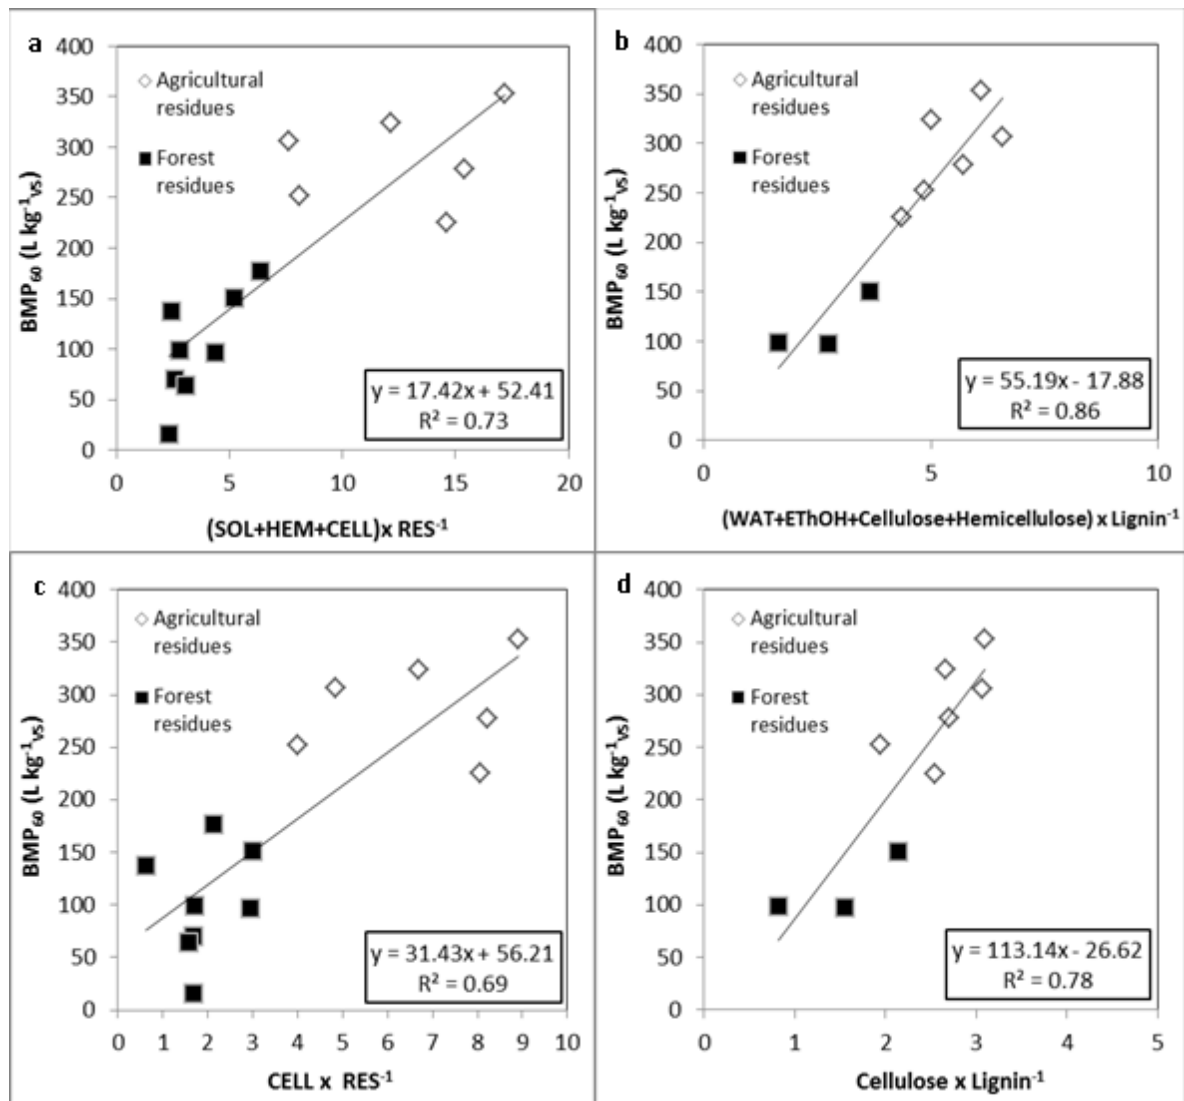 a
400
350
300
250
200
150
100
50
0
BMP₆₀ (L kg⁻¹VS)
◇ Agricultural
residues
■ Forest
residues
y = 17.42x + 52.41
R² = 0.73
0 5 10 15 20
(SOL+HEM+CELL)x RES⁻¹
b
400
350
300
250
200
150
100
50
0
BMP₆₀ (L kg⁻¹VS)
◇ Agricultural
residues
■ Forest
residues
y = 55.19x - 17.88
R² = 0.86
0 5 10
(WAT+EThOH+Cellulose+Hemicellulose) x Lignin⁻¹
c
400
350
300
250
200
150
100
50
0
BMP₆₀ (L kg⁻¹VS)
◇ Agricultural
residues
■ Forest
residues
y = 31.43x + 56.21
R² = 0.69
0 1 2 3 4 5 6 7 8 9 10
CELL x RES⁻¹
d
400
350
300
250
200
150
100
50
0
BMP₆₀ (L kg⁻¹VS)
◇ Agricultural
residues
■ Forest
residues
y = 113.14x - 26.62
R² = 0.78
0 1 2 3 4 5
Cellulose x Lignin⁻¹